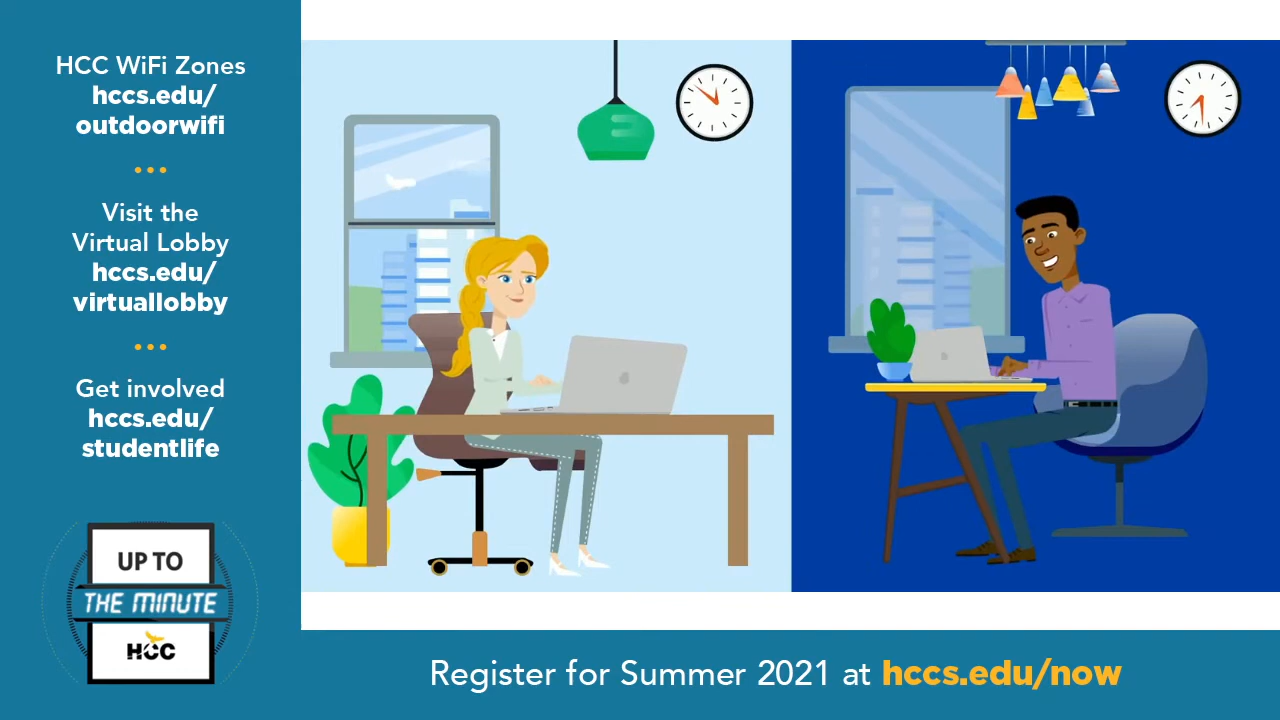 HCC WiFi Zones
hccs.edu/
outdoorwifi
Visit the
Virtual Lobby
hccs.edu/
virtuallobby
Get involved
hccs.edu/
studentlife
UP TO
THE MINUTE
HCC
Register for Summer 2021 at hccs.edu/now